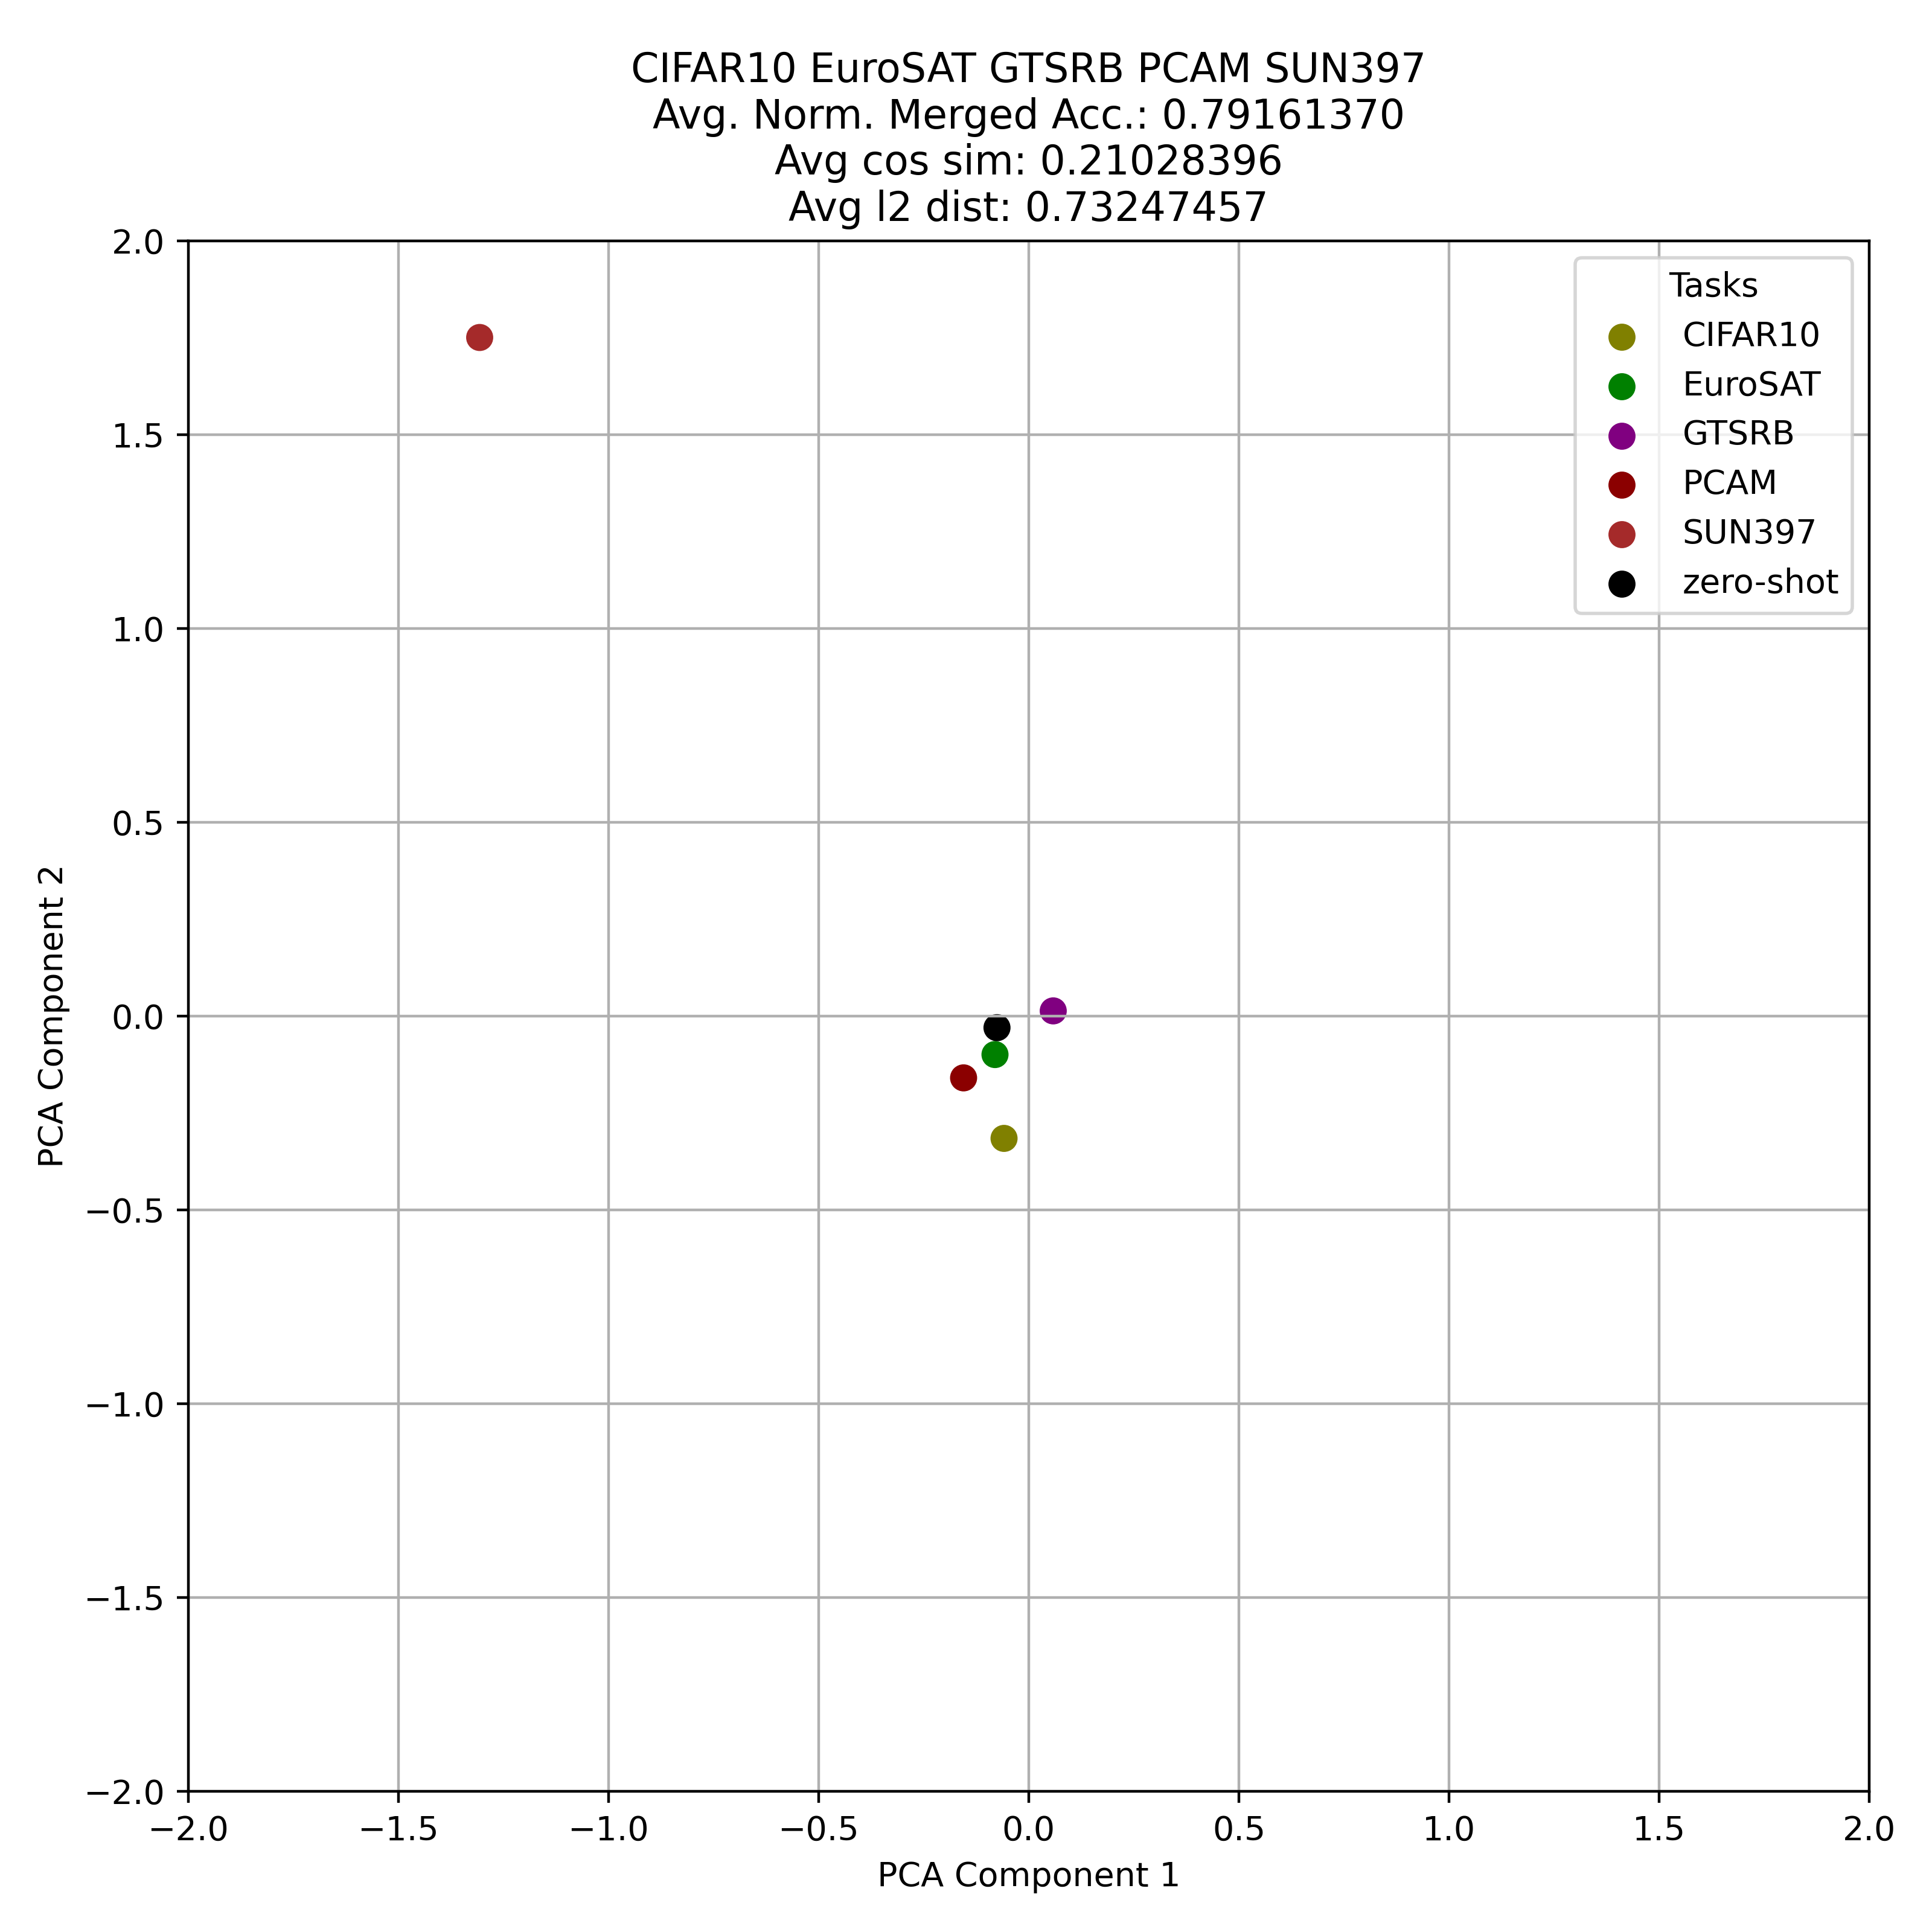 CIFAR10 EuroSAT GTSRB PCAM SUN397
Avg. Norm. Merged Acc.: 0.79161370
Avg cos sim: 0.21028396
Avg l2 dist: 0.73247457
Tasks
CIFAR10
EuroSAT
GTSRB
PCAM
SUN397
zero-shot
PCA Component 2
2.0
1.5
1.0
0.5
0.0
−0.5
−1.0
−1.5
−2.0
−2.0 −1.5 −1.0 −0.5 0.0 0.5 1.0 1.5 2.0
PCA Component 1